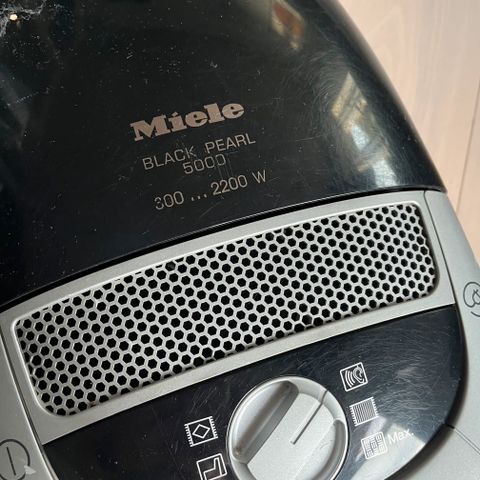 Miele
BLACK PEARL
5000
300 ... 2200 W
Max.